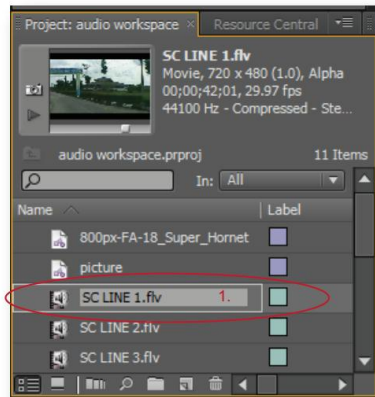 Project: audio workspace × Resource Central
SC LINE 1.flv
Movie, 720 x 480 (1.0), Alpha
00;00;42;01, 29.97 fps
44100 Hz - Compressed - Ste...
audio workspace.prproj 11 Items
In: All
Name Label
800px-FA-18_Super_Hornet
picture
SC LINE 1.flv 1.
SC LINE 2.flv
SC LINE 3.flv